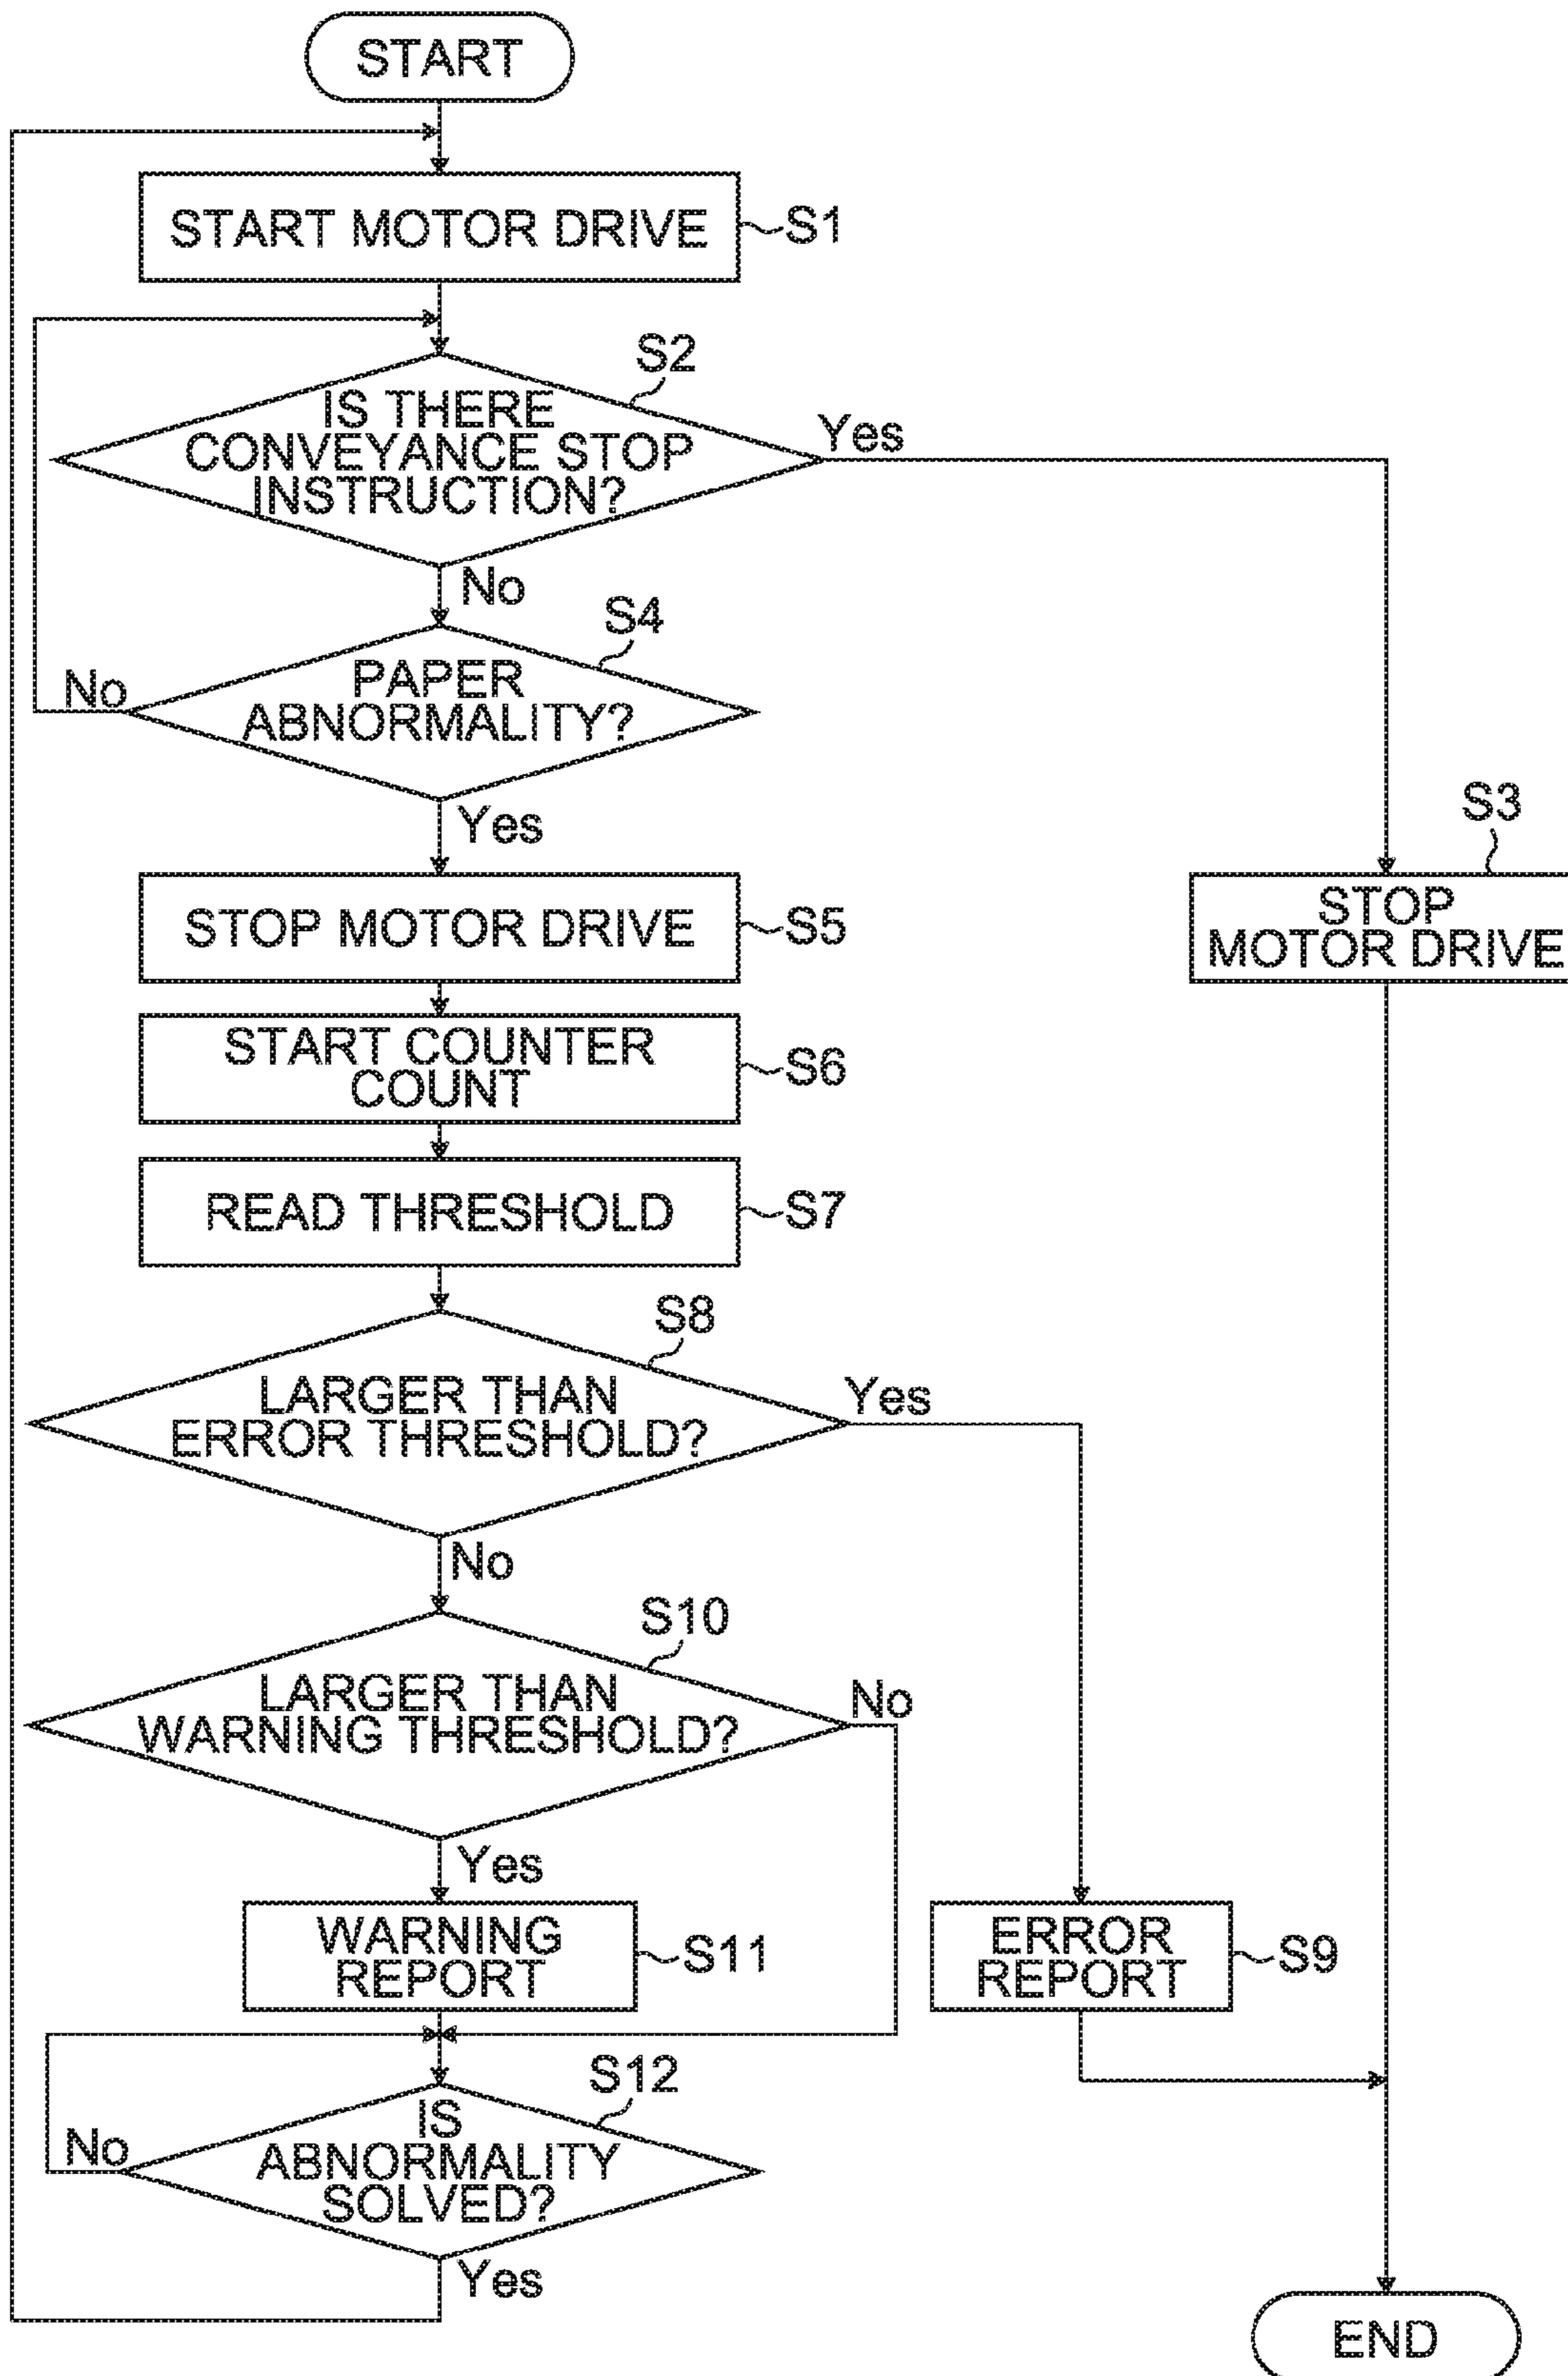 START
START MOTOR DRIVE
S1
S2
IS THERE
CONVEYANCE STOP
INSTRUCTION?
Yes
No
S4
PAPER
ABNORMALITY?
No
Yes
S3
STOP
MOTOR DRIVE
STOP MOTOR DRIVE
S5
START COUNTER
COUNT
S6
READ THRESHOLD
S7
S8
LARGER THAN
ERROR THRESHOLD?
Yes
No
S10
LARGER THAN
WARNING THRESHOLD?
No
Yes
WARNING
REPORT
S11
ERROR
REPORT
S9
S12
IS
ABNORMALITY
SOLVED?
No
Yes
END